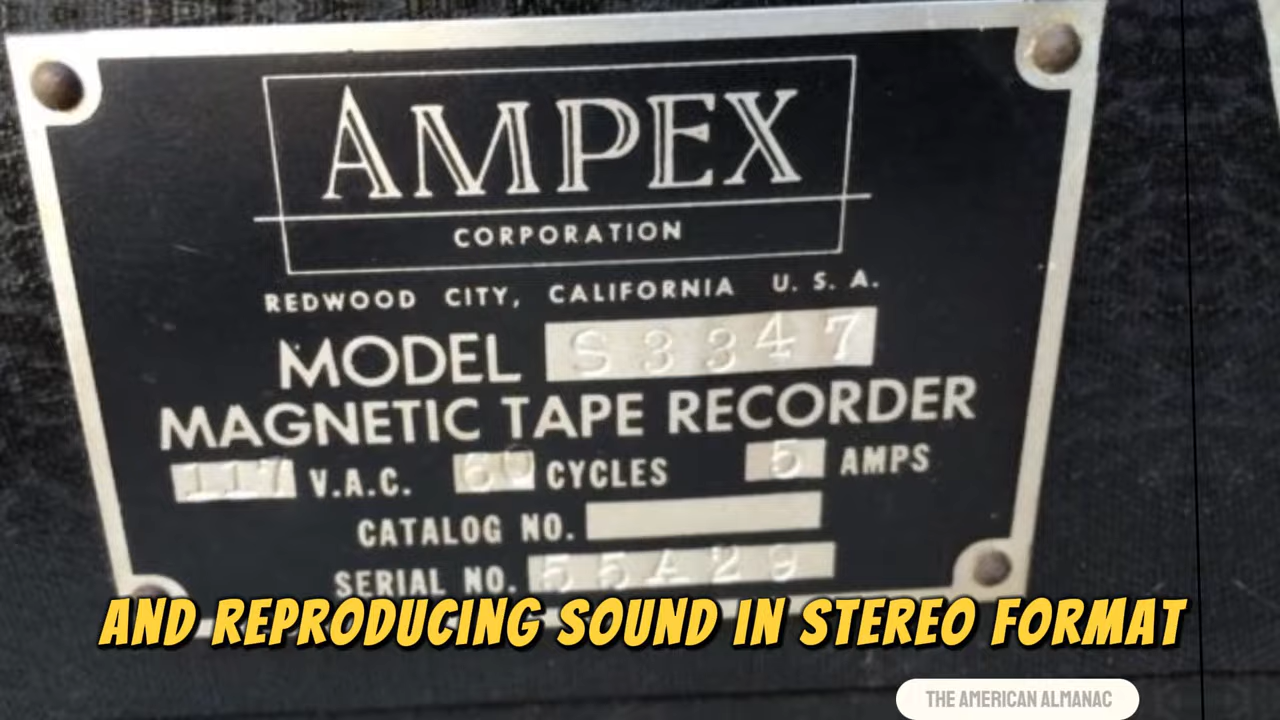 AMPEX
CORPORATION
REDWOOD CITY, CALIFORNIA U. S. A.
MODEL S3347
MAGNETIC TAPE RECORDER
117 V.A.C. 60 CYCLES 5 AMPS
CATALOG NO.
SERIAL NO. 55A29
AND REPRODUCING SOUND IN STEREO FORMAT
THE AMERICAN ALMANAC